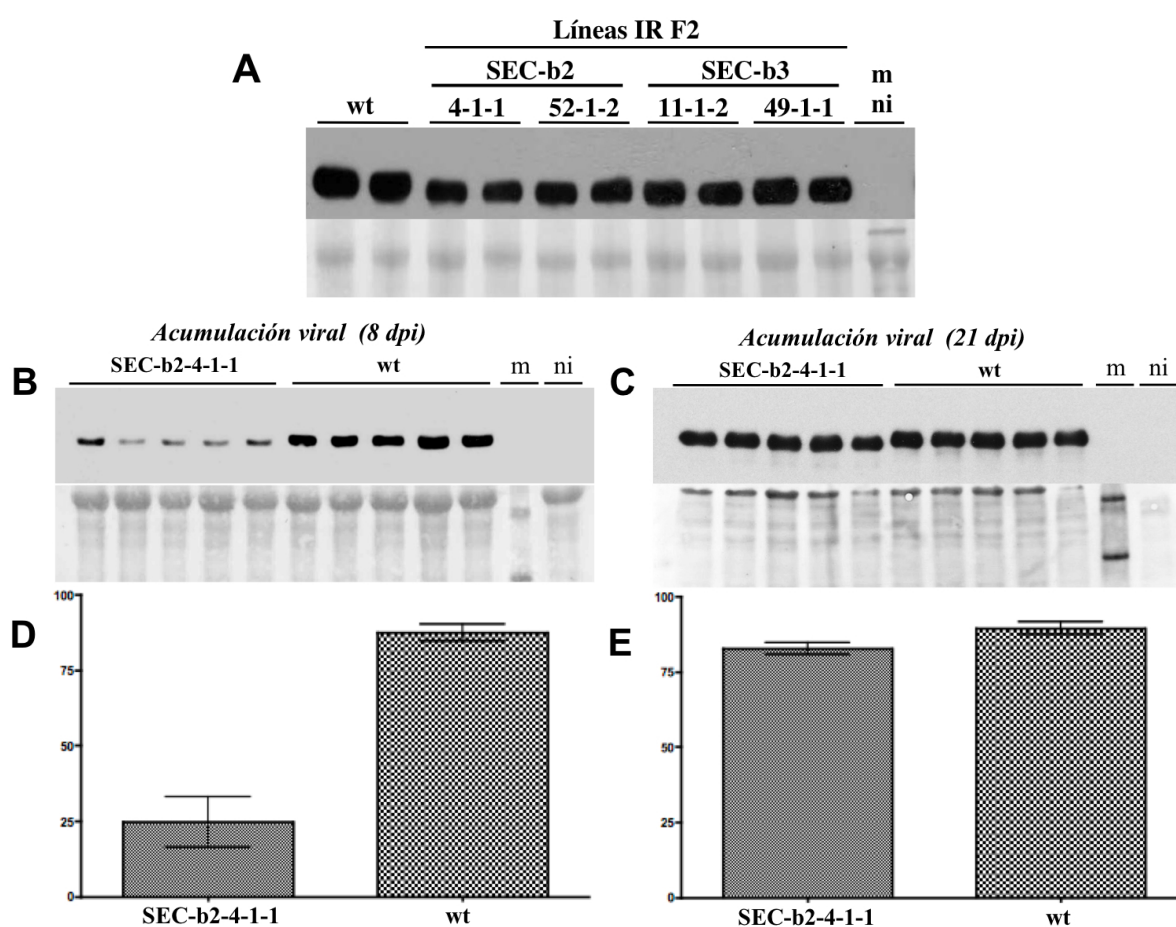 Líneas IR F2
A
SEC-b2 SEC-b3 m
wt 4-1-1 52-1-2 11-1-2 49-1-1 ni
Acumulación viral (8 dpi)
B
SEC-b2-4-1-1 wt m ni
Acumulación viral (21 dpi)
C
SEC-b2-4-1-1 wt m ni
D
100
75
50
25
0
SEC-b2-4-1-1 wt
E
100
75
50
25
0
SEC-b2-4-1-1 wt